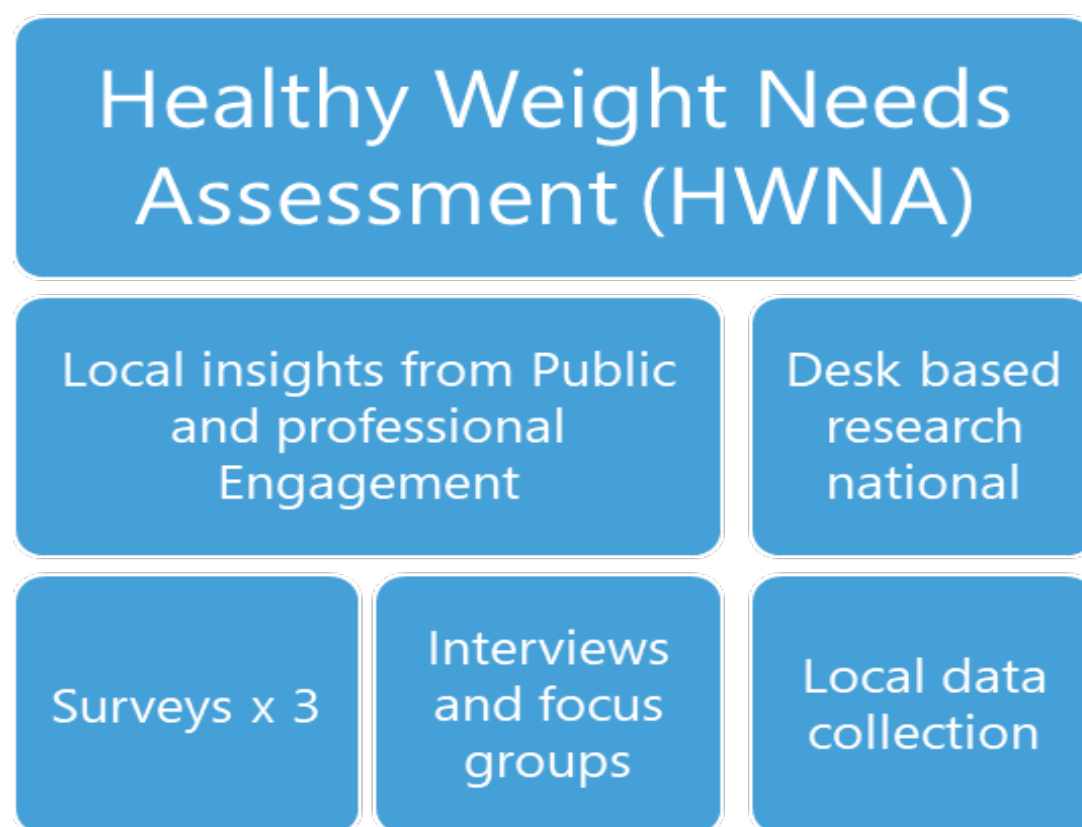 Healthy Weight Needs
Assessment (HWNA)
Local insights from Public
and professional
Engagement
Desk based
research
national
Surveys x 3
Interviews
and focus
groups
Local data
collection